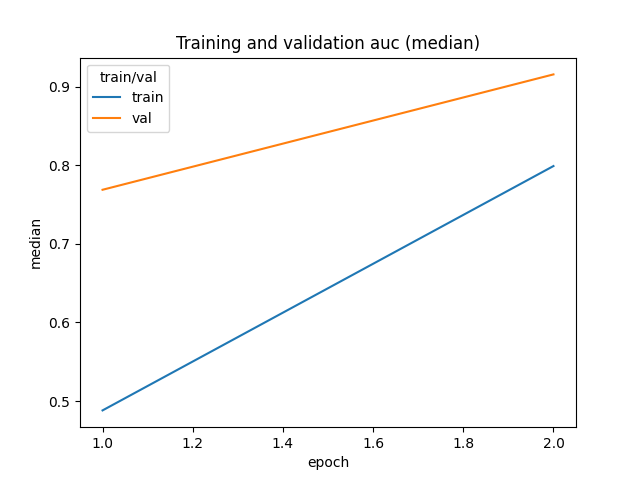 Training and validation auc (median)
train/val
train
val
0.9
0.8
0.7
0.6
0.5
median
1.0 1.2 1.4 1.6 1.8 2.0
epoch